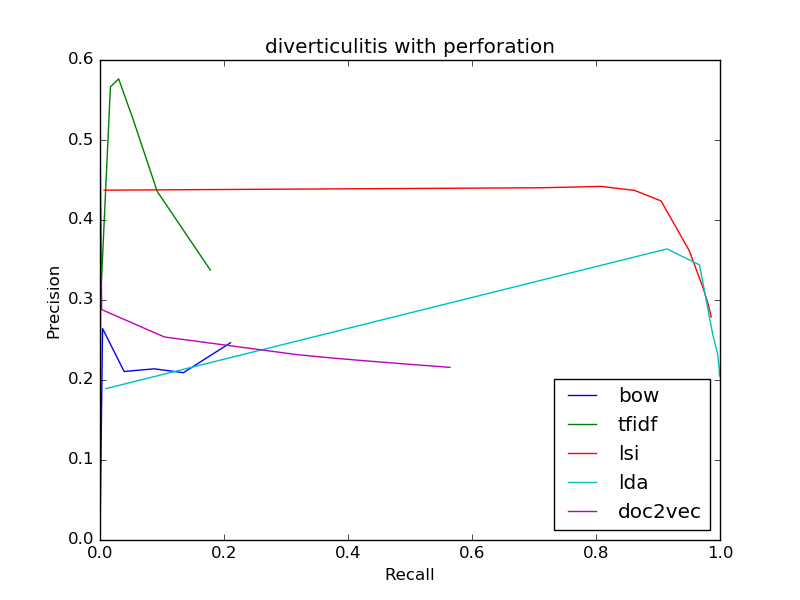 diverticulitis with perforation
0.6
0.5
0.4
0.3
0.2
0.1
0.0
Precision
0.0 0.2 0.4 0.6 0.8 1.0
Recall
bow
tfidf
lsi
lda
doc2vec